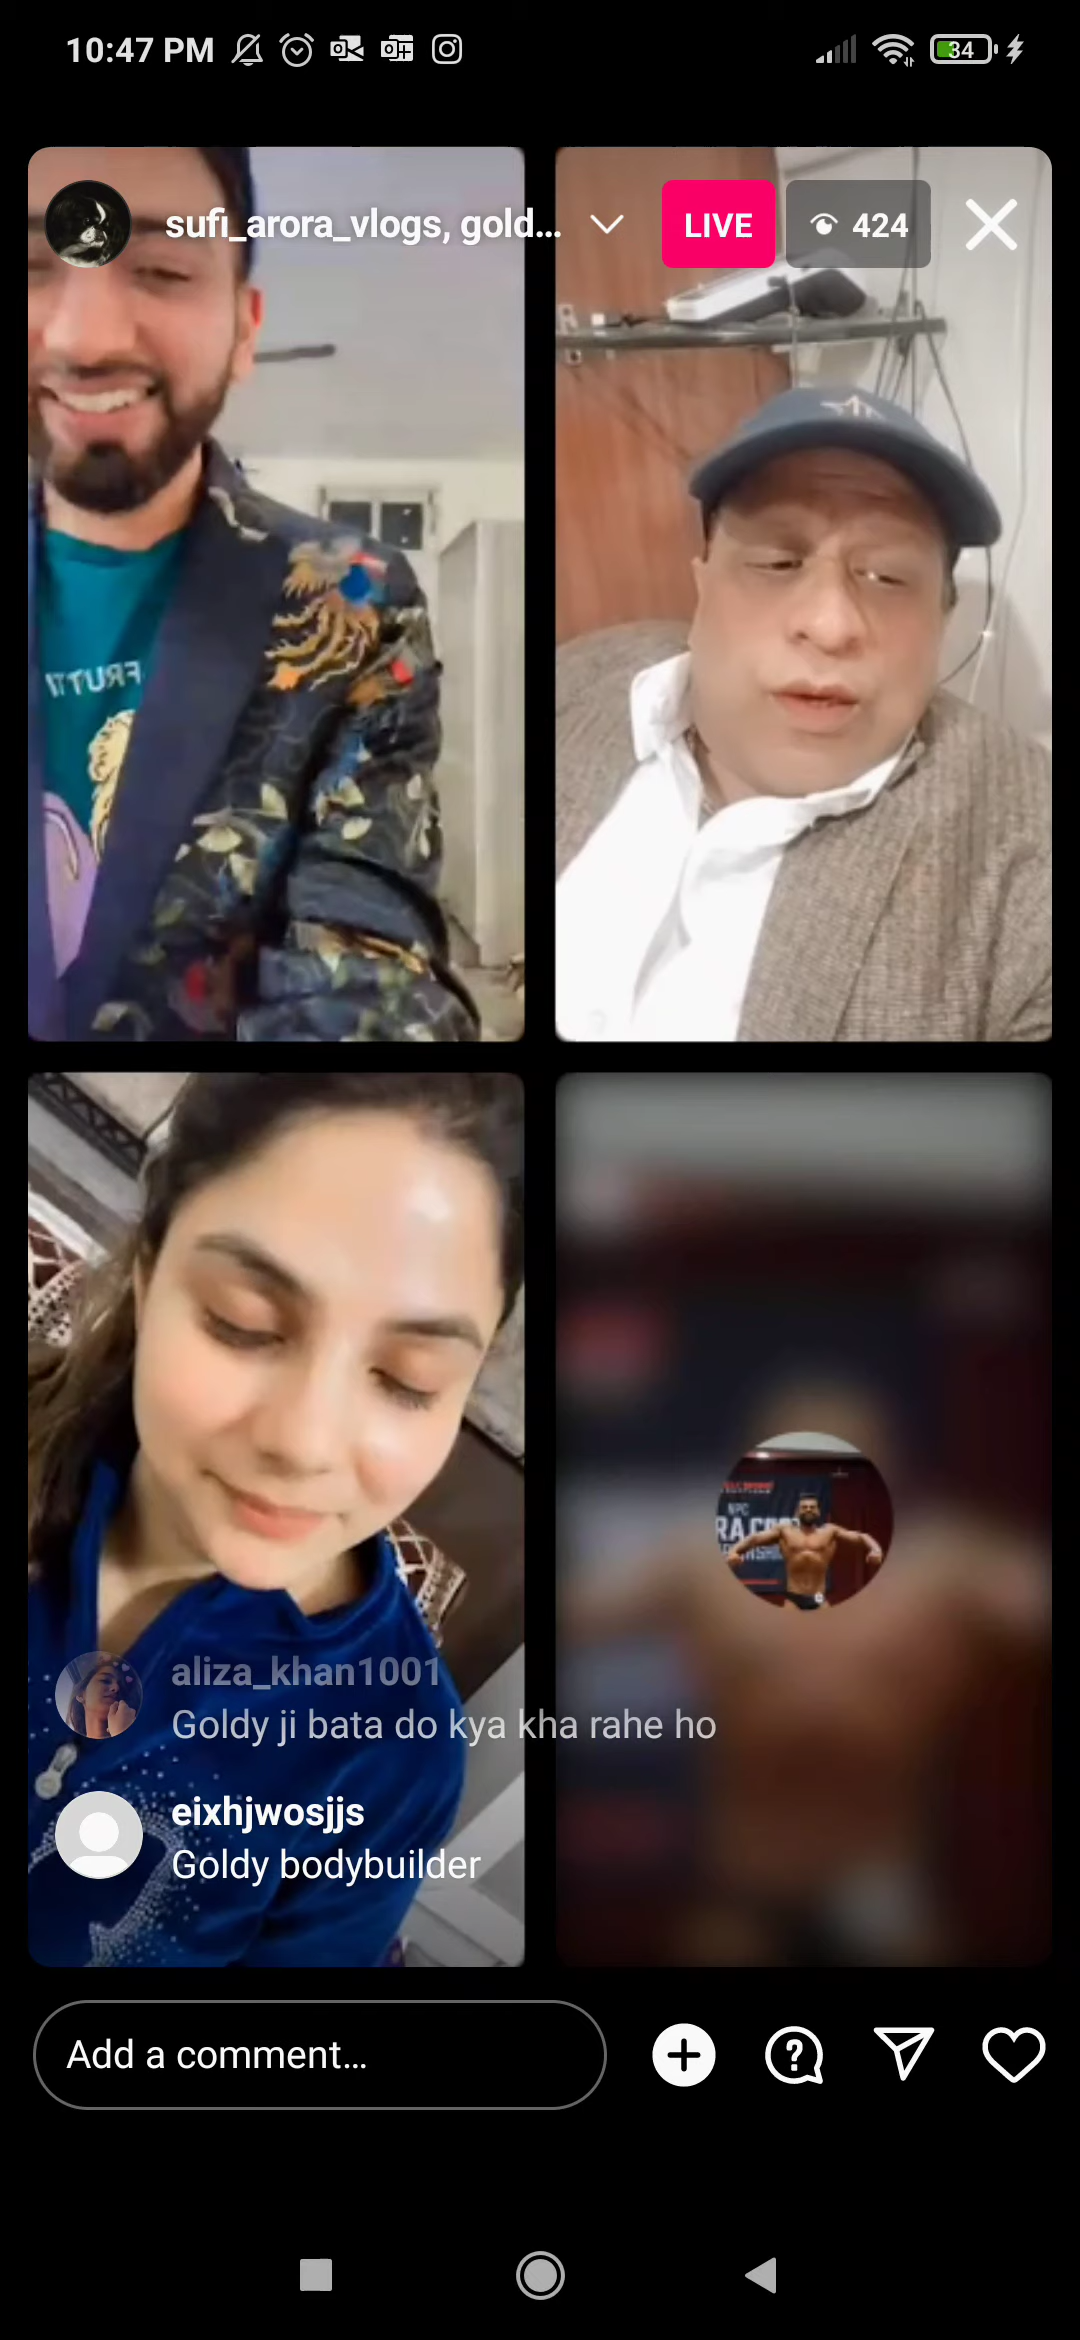 10:47 PM
34
sufi_arora_vlogs, gold...
LIVE
424
aliza_khan1001
Goldy ji bata do kya kha rahe ho
eixhjwosjjs
Goldy bodybuilder
Add a comment...